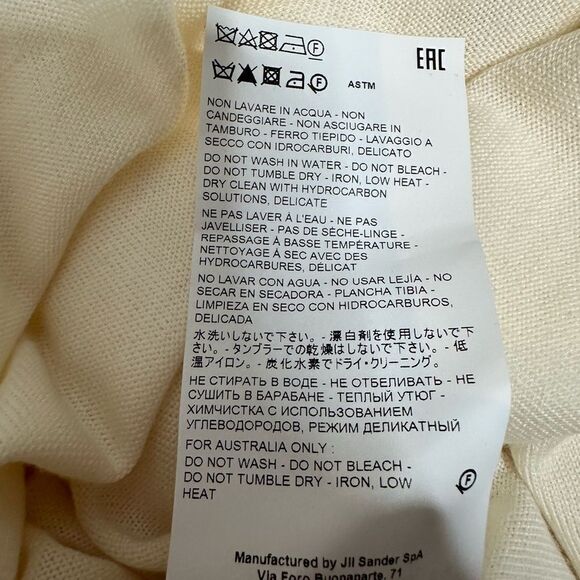 F
EAC
F
ASTM
NON LAVARE IN ACQUA - NON
CANDEGGIARE - NON ASCIUGARE IN
TAMBURO - FERRO TIEPIDO - LAVAGGIO A
SECCO CON IDROCARBURI, DELICATO
DO NOT WASH IN WATER - DO NOT BLEACH -
DO NOT TUMBLE DRY - IRON, LOW HEAT -
DRY CLEAN WITH HYDROCARBON
SOLUTIONS, DELICATE
NE PAS LAVER À L'EAU - NE PAS
JAVELLISER - PAS DE SÈCHE-LINGE -
REPASSAGE À BASSE TEMPÉRATURE -
NETTOYAGE À SEC AVEC DES
HYDROCARBURES, DÉLICAT
NO LAVAR CON AGUA - NO USAR LEJÍA - NO
SECAR EN SECADORA - PLANCHA TIBIA -
LIMPIEZA EN SECO CON HIDROCARBUROS,
DELICADA
水洗いしないで下さい。- 漂白剤を使用しないで下
さい。- タンブラーでの乾燥はしないで下さい。- 低
温アイロン。- 炭化水素でドライ・クリーニング。
НЕ СТИРАТЬ В ВОДЕ - НЕ ОТБЕЛИВАТЬ - НЕ
СУШИТЬ В БАРАБАНЕ - ТЕПЛЫЙ УТЮГ -
ХИМЧИСТКА С ИСПОЛЬЗОВАНИЕМ
УГЛЕВОДОРОДОВ, РЕЖИМ ДЕЛИКАТНЫЙ
FOR AUSTRALIA ONLY :
DO NOT WASH - DO NOT BLEACH -
DO NOT TUMBLE DRY - IRON, LOW
HEAT
F
Manufactured by Jil Sander SpA
Via Foro Buonaparte, 71